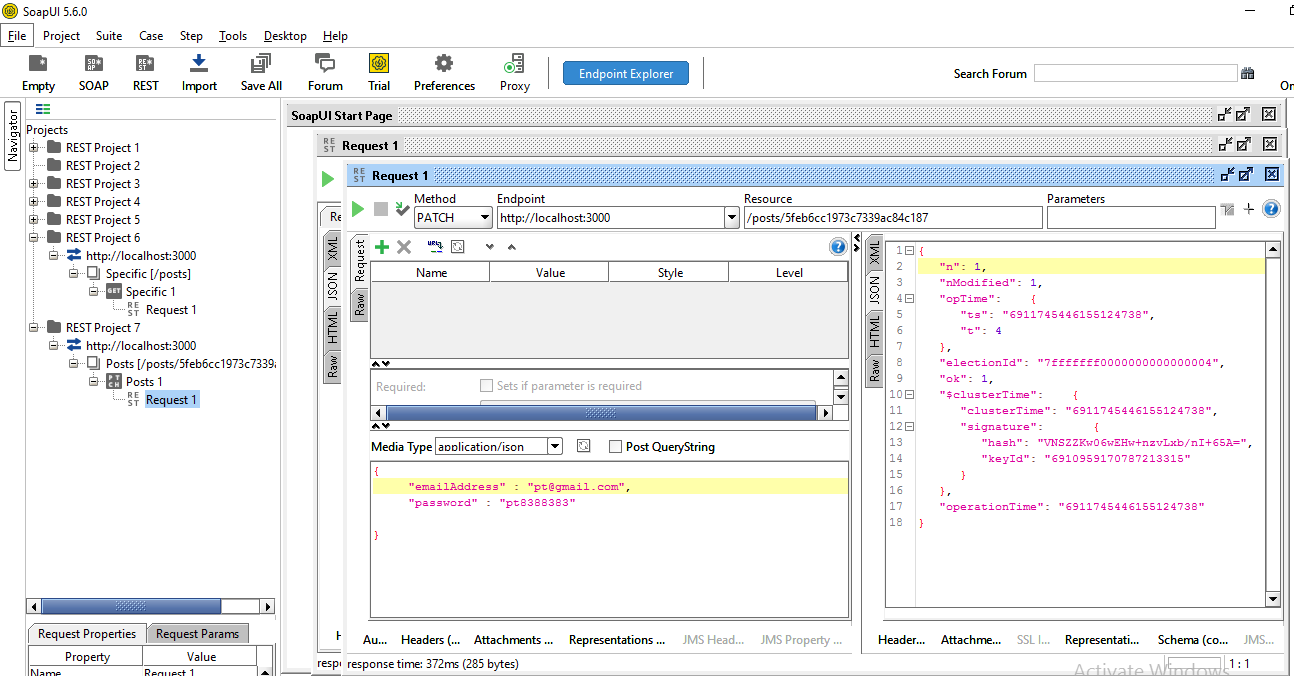 SoapUI 5.6.0
File Project Suite Case Step Tools Desktop Help
Empty SOAP REST Import Save All Forum Trial Preferences Proxy Endpoint Explorer Search Forum
Navigator
Projects
REST Project 1
REST Project 2
REST Project 3
REST Project 4
REST Project 5
REST Project 6
http://localhost:3000
Specific [/posts]
GET Specific 1
REST Request 1
REST Project 7
http://localhost:3000
Posts [/posts/5feb6cc1973c7339a
PTCH Posts 1
REST Request 1
Request Properties Request Params
Property Value
Name Request 1
SoapUI Start Page
REST Request 1
REST Request 1
Re
XML
JSON
HTML
Raw
H
resp
Method Endpoint Resource Parameters
PATCH http://localhost:3000 /posts/5feb6cc1973c7339ac84c187
Request
Raw
URL
Name Value Style Level
Required: Sets if parameter is required
Media Type application/json Post QueryString
{
"emailAddress" : "pt@gmail.com",
"password" : "pt8388383"
}
Au... Headers (... Attachments ... Representations ... JMS Head... JMS Property ...
response time: 372ms (285 bytes)
XML
JSON
HTML
Raw
1 {
2 "n": 1,
3 "nModified": 1,
4 "opTime": {
5 "ts": "6911745446155124738",
6 "t": 4
7 },
8 "electionId": "7fffffff0000000000000004",
9 "ok": 1,
10 "$clusterTime": {
11 "clusterTime": "6911745446155124738",
12 "signature": {
13 "hash": "VNSZZKw06wEHw+nzvLxb/nI+65A=",
14 "keyId": "6910959170787213315"
15 }
16 },
17 "operationTime": "6911745446155124738"
18 }
Header... Attachme... SSL I... Representati... Schema (co... JMS...
Activate Windows
1 : 1